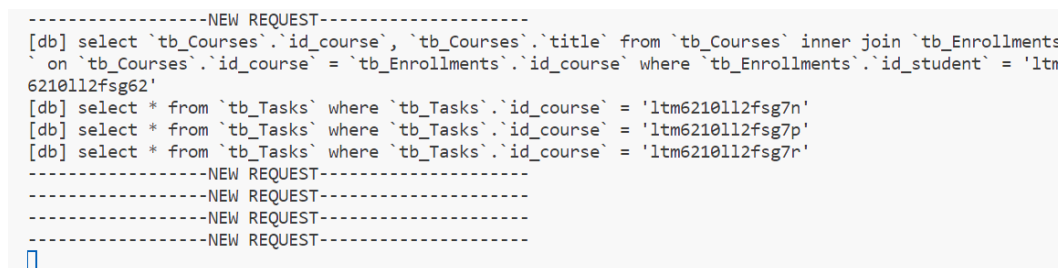 ------------------NEW REQUEST---------------------
[db] select `tb_Courses`.`id_course`, `tb_Courses`.`title` from `tb_Courses` inner join `tb_Enrollments
` on `tb_Courses`.`id_course` = `tb_Enrollments`.`id_course` where `tb_Enrollments`.`id_student` = 'ltm
6210ll2fsg62'
[db] select * from `tb_Tasks` where `tb_Tasks`.`id_course` = 'ltm6210ll2fsg7n'
[db] select * from `tb_Tasks` where `tb_Tasks`.`id_course` = 'ltm6210ll2fsg7p'
[db] select * from `tb_Tasks` where `tb_Tasks`.`id_course` = 'ltm6210ll2fsg7r'
------------------NEW REQUEST---------------------
------------------NEW REQUEST---------------------
------------------NEW REQUEST---------------------
------------------NEW REQUEST---------------------